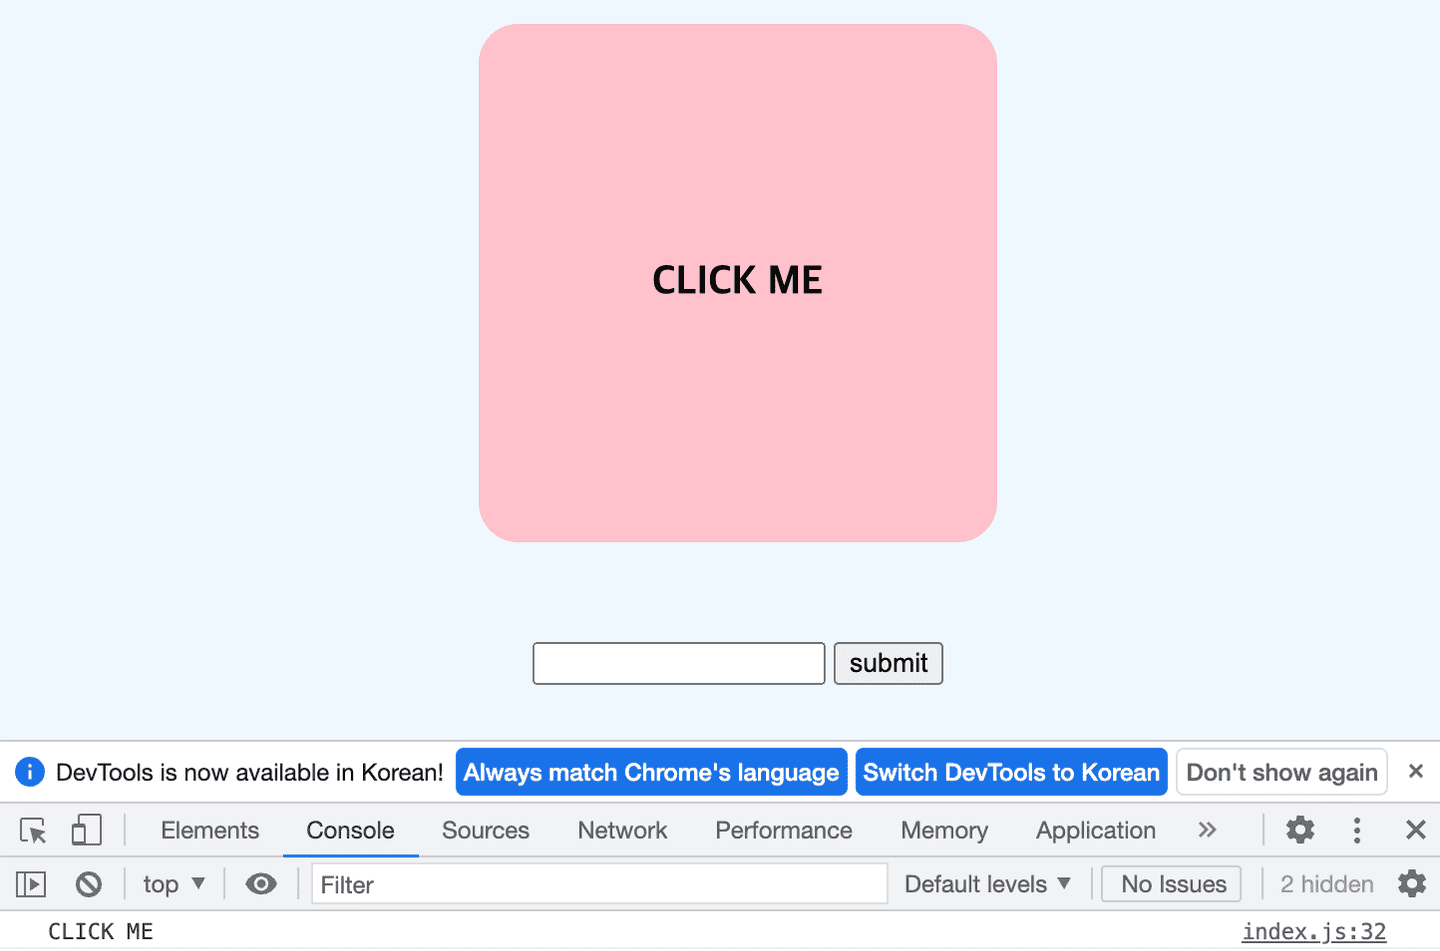 CLICK ME
submit
DevTools is now available in Korean! Always match Chrome's language Switch DevTools to Korean Don't show again
Elements Console Sources Network Performance Memory Application
top Filter Default levels No Issues 2 hidden
CLICK ME index.js:32